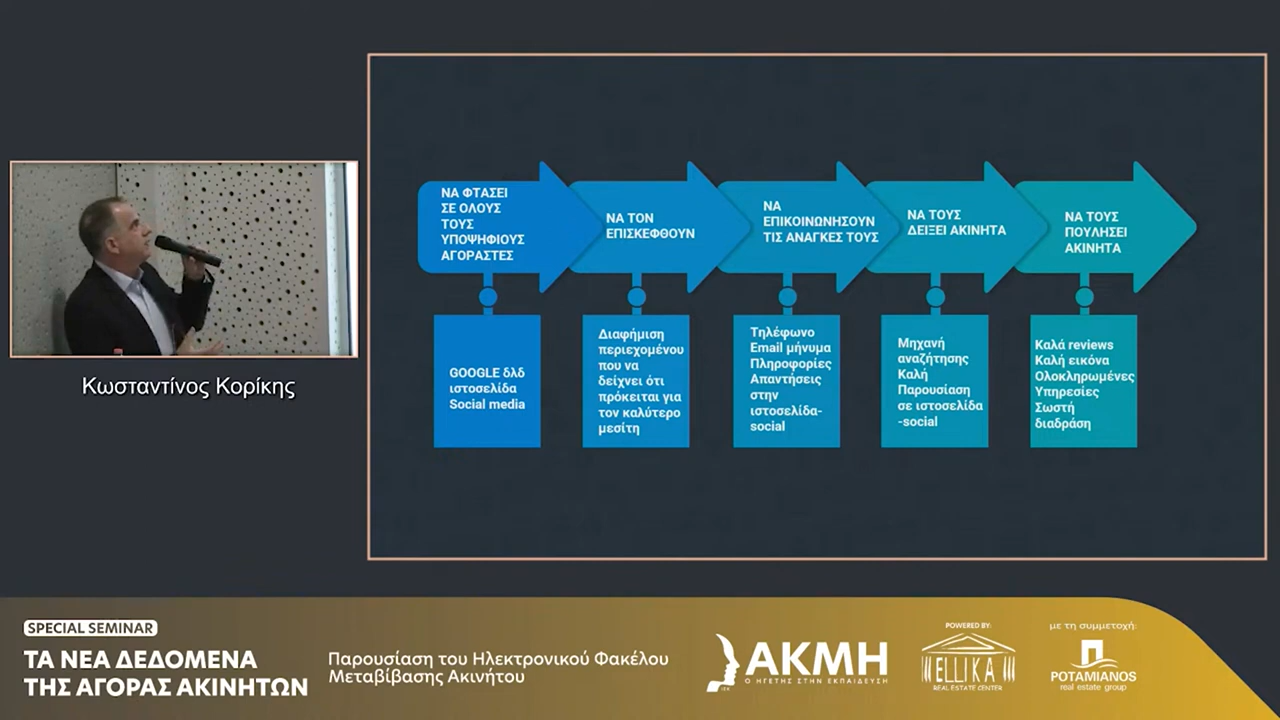 ΝΑ ΦΤΑΣΕΙ
ΣΕ ΟΛΟΥΣ
ΤΟΥΣ
ΥΠΟΨΗΦΙΟΥΣ
ΑΓΟΡΑΣΤΕΣ
ΝΑ ΤΟΝ
ΕΠΙΣΚΕΦΘΟΥΝ
ΝΑ
ΕΠΙΚΟΙΝΩΝΗΣΟΥΝ
ΤΙΣ ΑΝΑΓΚΕΣ ΤΟΥΣ
ΝΑ ΤΟΥΣ
ΔΕΙΞΕΙ ΑΚΙΝΗΤΑ
ΝΑ ΤΟΥΣ
ΠΟΥΛΗΣΕΙ
ΑΚΙΝΗΤΑ
GOOGLE δλδ
ιστοσελίδα
Social media
Διαφήμιση
περιεχομένου
που να
δείχνει ότι
πρόκειται για
τον καλύτερο
μεσίτη
Τηλέφωνο
Email μήνυμα
Πληροφορίες
Απαντήσεις
στην
ιστοσελίδα-
social
Μηχανή
αναζήτησης
Καλή
Παρουσίαση
σε ιστοσελίδα
-social
Καλά reviews
Καλή εικόνα
Ολοκληρωμένες
Υπηρεσίες
Σωστή
διαδράση
Κωσταντίνος Κορίκης
SPECIAL SEMINAR
ΤΑ ΝΕΑ ΔΕΔΟΜΕΝΑ
ΤΗΣ ΑΓΟΡΑΣ ΑΚΙΝΗΤΩΝ
Παρουσίαση του Ηλεκτρονικού Φακέλου
Μεταβίβασης Ακινήτου
ΑΚΜΗ
Ο ΗΓΕΤΗΣ ΣΤΗΝ ΕΚΠΑΙΔΕΥΣΗ
ΙΕΚ
POWERED BY:
ELLIKA
REAL ESTATE CENTER
με τη συμμετοχή:
POTAMIANOS
real estate group